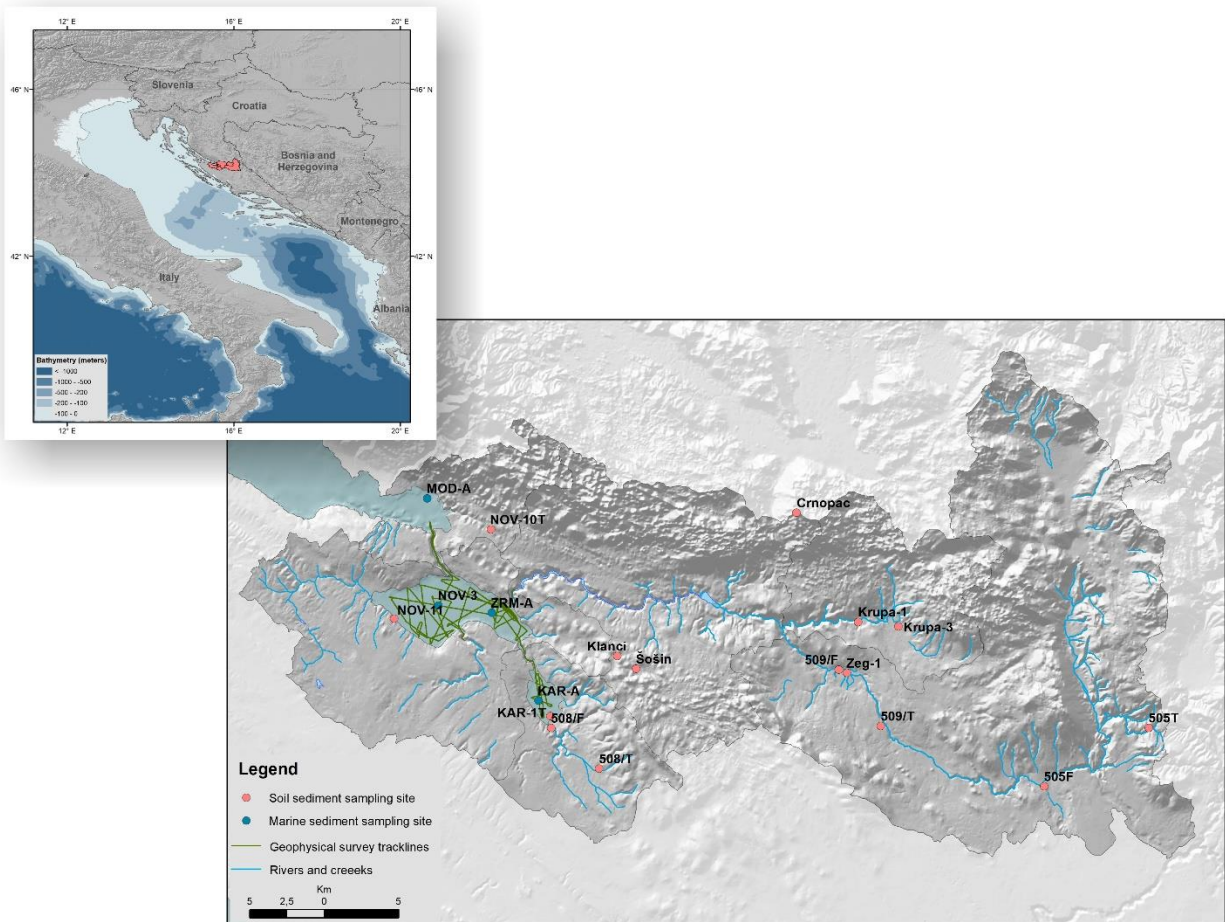 12° E 16° E 20° E
46° N 46° N
Slovenia
Croatia
Bosnia and
Herzegovina
Montenegro
42° N 42° N
Italy
Albania
Bathymetry (meters)
< -1000
-1000 - -500
-500 - -200
-200 - -100
-100 - 0
12° E 16° E 20° E
MOD-A
Crnopac
NOV-10T
NOV-3
NOV-11
ZRM-A
Krupa-1
Krupa-3
Klanci
Šošin
509/F
Zeg-1
KAR-A
KAR-1T
508/F
509/T
505T
508/T
505F
Legend
Soil sediment sampling site
Marine sediment sampling site
Geophysical survey tracklines
Rivers and creeeks
Km
5 2,5 0 5